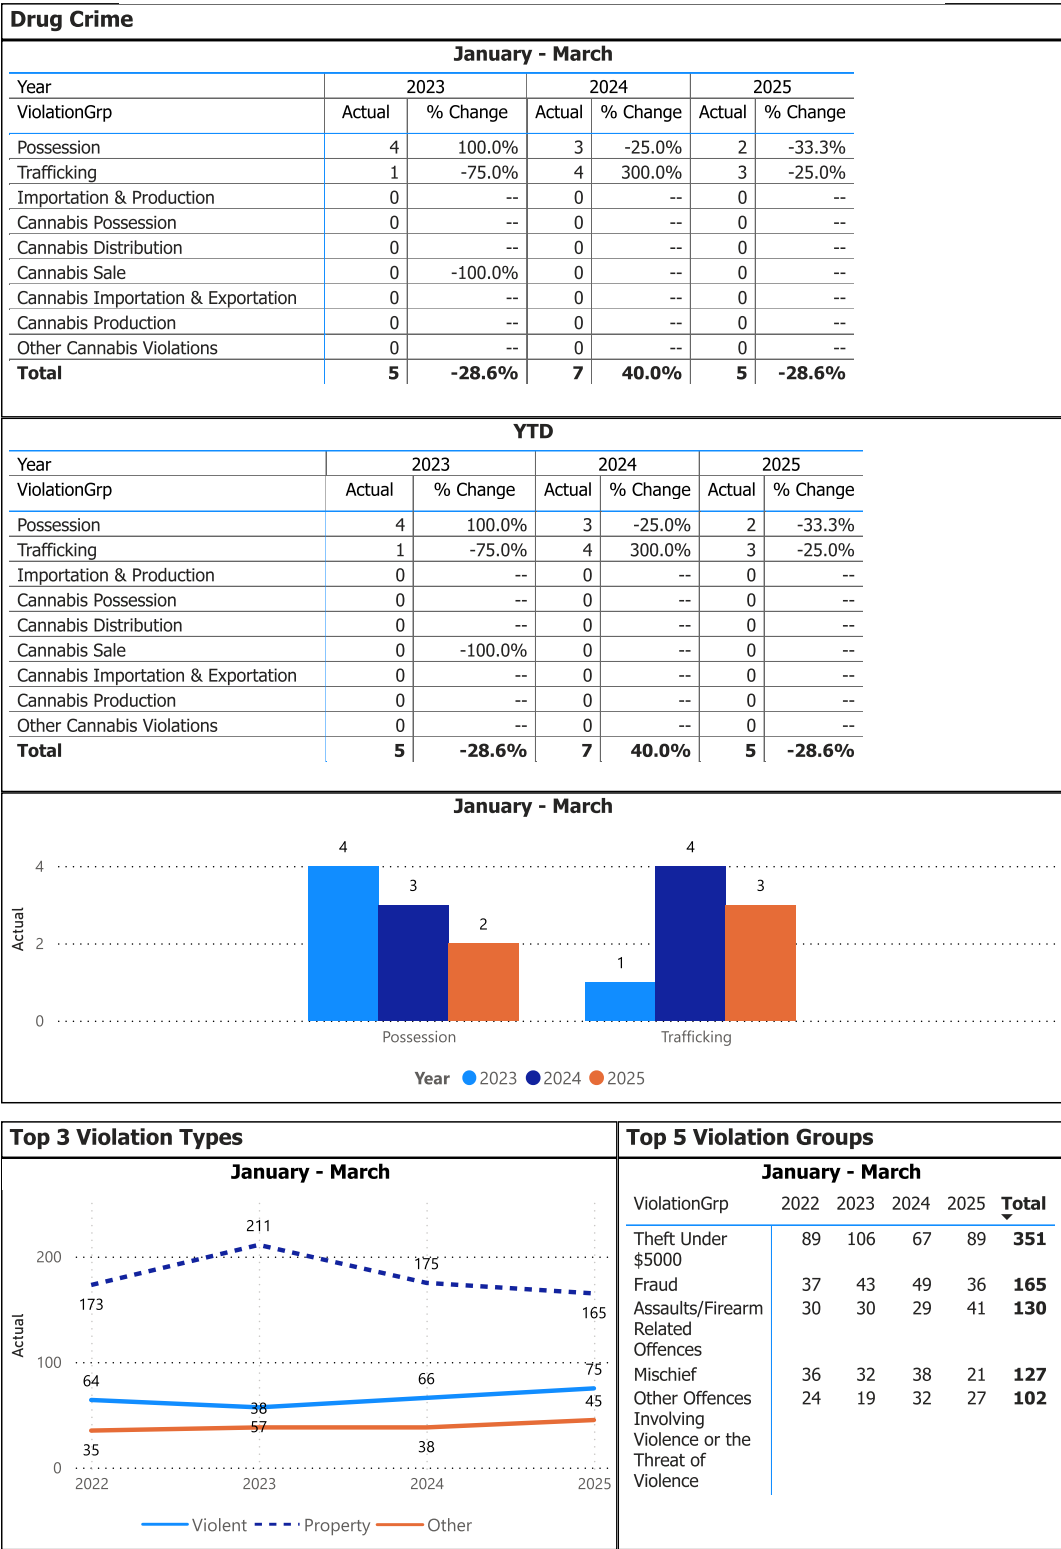 Drug Crime
January - March
Year 2023 2024 2025
ViolationGrp Actual % Change Actual % Change Actual % Change
Possession 4 100.0% 3 -25.0% 2 -33.3%
Trafficking 1 -75.0% 4 300.0% 3 -25.0%
Importation & Production 0 -- 0 -- 0 --
Cannabis Possession 0 -- 0 -- 0 --
Cannabis Distribution 0 -- 0 -- 0 --
Cannabis Sale 0 -100.0% 0 -- 0 --
Cannabis Importation & Exportation 0 -- 0 -- 0 --
Cannabis Production 0 -- 0 -- 0 --
Other Cannabis Violations 0 -- 0 -- 0 --
Total 5 -28.6% 7 40.0% 5 -28.6%
YTD
Year 2023 2024 2025
ViolationGrp Actual % Change Actual % Change Actual % Change
Possession 4 100.0% 3 -25.0% 2 -33.3%
Trafficking 1 -75.0% 4 300.0% 3 -25.0%
Importation & Production 0 -- 0 -- 0 --
Cannabis Possession 0 -- 0 -- 0 --
Cannabis Distribution 0 -- 0 -- 0 --
Cannabis Sale 0 -100.0% 0 -- 0 --
Cannabis Importation & Exportation 0 -- 0 -- 0 --
Cannabis Production 0 -- 0 -- 0 --
Other Cannabis Violations 0 -- 0 -- 0 --
Total 5 -28.6% 7 40.0% 5 -28.6%
January - March
Actual
4
2
0
4
3
2
1
4
3
Possession Trafficking
Year 2023 2024 2025
Top 3 Violation Types
January - March
Actual
200
100
0
173
211
175
165
64
38
66
75
35
57
38
45
2022 2023 2024 2025
Violent Property Other
Top 5 Violation Groups
January - March
ViolationGrp 2022 2023 2024 2025 Total
Theft Under 89 106 67 89 351
$5000
Fraud 37 43 49 36 165
Assaults/Firearm 30 30 29 41 130
Related
Offences
Mischief 36 32 38 21 127
Other Offences 24 19 32 27 102
Involving
Violence or the
Threat of
Violence